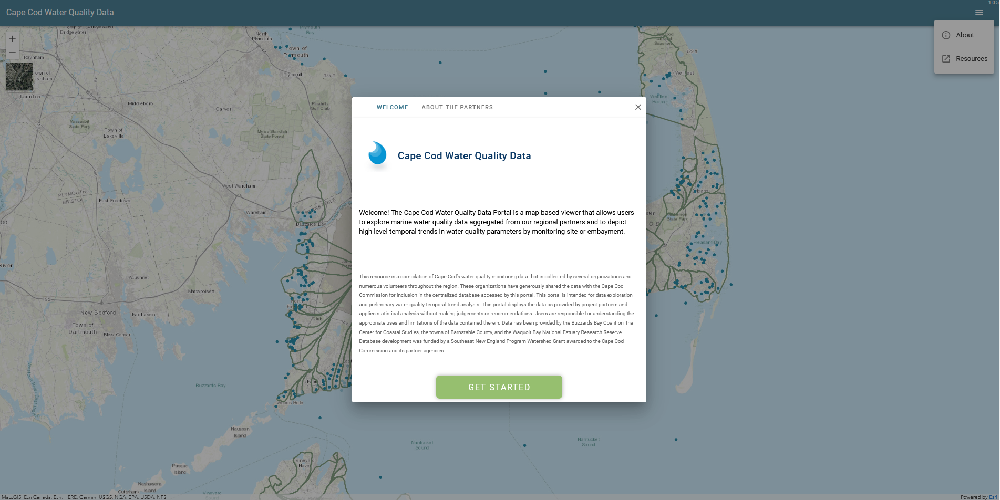 Cape Cod Water Quality Data
1.0.5
About
Resources
WELCOME
ABOUT THE PARTNERS
Cape Cod Water Quality Data
Welcome! The Cape Cod Water Quality Data Portal is a map-based viewer that allows users
to explore marine water quality data aggregated from our regional partners and to depict
high level temporal trends in water quality parameters by monitoring site or embayment.
This resource is a compilation of Cape Cod's water quality monitoring data that is collected by several organizations and
numerous volunteers throughout the region. These organizations have generously shared the data with the Cape Cod
Commission for inclusion in the centralized database accessed by this portal. This portal is intended for data exploration
and preliminary water quality temporal trend analysis. This portal displays the data as provided by project partners and
applies statistical analysis without making judgements or recommendations. Users are responsible for understanding the
appropriate uses and limitations of the data contained therein. Data has been provided by the Buzzards Bay Coalition, the
Center for Coastal Studies, the towns of Barnstable County, and the Waquoit Bay National Estuary Research Reserve.
Database development was funded by a Southeast New England Program Watershed Grant awarded to the Cape Cod
Commission and its partner agencies
GET STARTED
Town of
Bridgewater
Bridgewater
Plymouth
Bay
North
Plymouth
Town of
Plymouth
Plymouth
379 ft
Raynham
Taunton
Middleboro
Carver
Pinehills
Golf Club
Massasoit
State Park
Town of
Lakeville
Myles Standish
State Forest
Cape Cod
National
Seashore
129 ft
Wellfleet
Wellfleet
Harbor
West Wareham
PLYMOUTH
BRISTOL
East Freetown
Wareham
25
BARNSTABLE
Buzzards Bay
Orleans
Nickerson
State Park
Pleasant Bay
River
Acushnet
Mattapoisett
195
New Bedford
Fairhaven
Town of
Dartmouth
Bliss Corner
North
Club
Buzzards Bay
Woods Hole
Naushon
Island
Nantucket
Sound
Nantucket
Sound
Vineyard
Haven
Pasque
Island
Nashawena
Island
Cuttyhunk
Vineyard
Sound
MassGIS, Esri Canada, Esri, HERE, Garmin, USGS, NGA, EPA, USDA, NPS
Powered by Esri